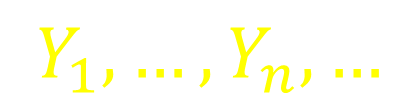 Y₁, … , Yₙ, …